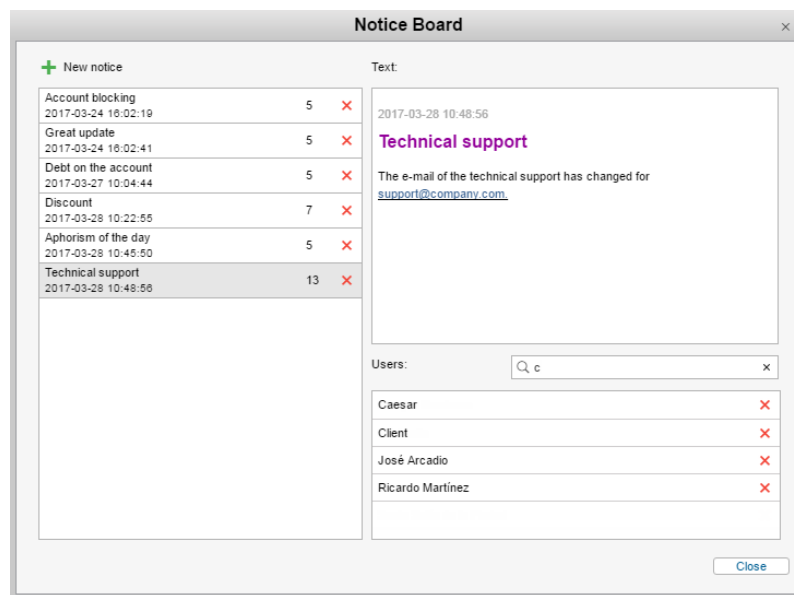 Notice Board
New notice
Account blocking
2017-03-24 16:02:19
5
Great update
2017-03-24 16:02:41
5
Debt on the account
2017-03-27 10:04:44
5
Discount
2017-03-28 10:22:55
7
Aphorism of the day
2017-03-28 10:45:50
5
Technical support
2017-03-28 10:48:56
13
Text:
2017-03-28 10:48:56
Technical support
The e-mail of the technical support has changed for
support@company.com.
Users:
c
Caesar
Client
José Arcadio
Ricardo Martínez
Close